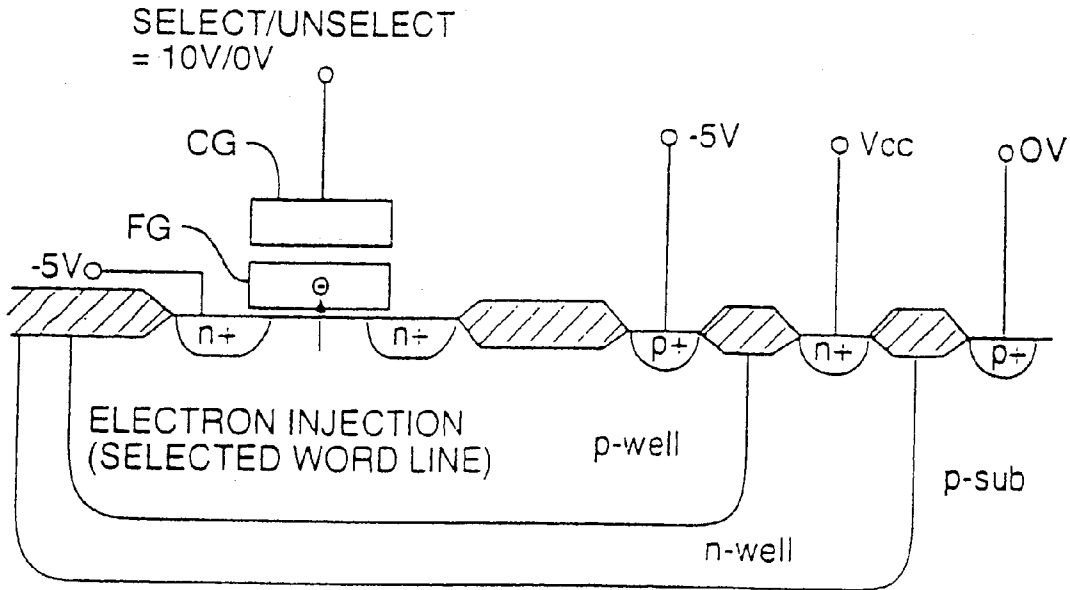 SELECT/UNSELECT
= 10V/0V
CG
-5V
Vcc
0V
FG
-5V
n+
n+
p+
n+
p+
ELECTRON INJECTION
(SELECTED WORD LINE)
p-well
p-sub
n-well